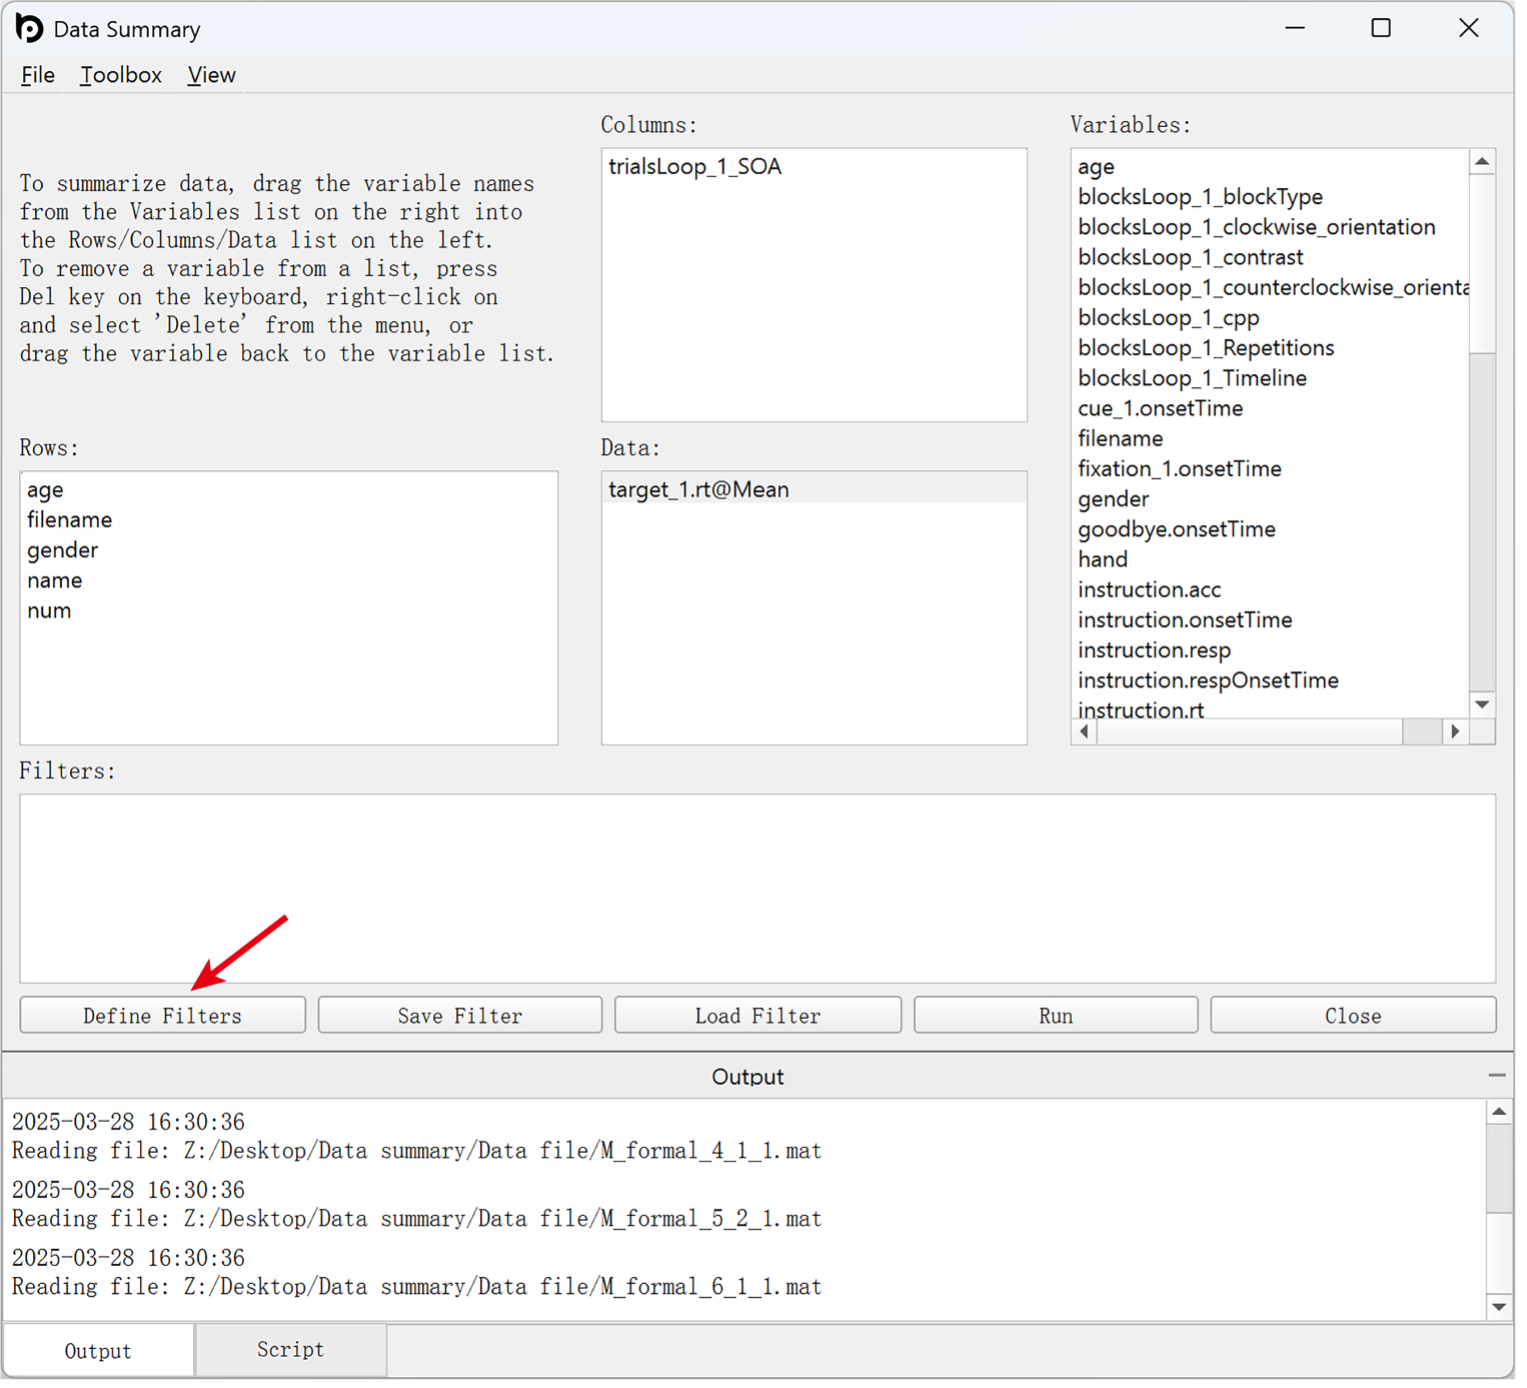 Data Summary
File Toolbox View
To summarize data, drag the variable names
from the Variables list on the right into
the Rows/Columns/Data list on the left.
To remove a variable from a list, press
Del key on the keyboard, right-click on
and select 'Delete' from the menu, or
drag the variable back to the variable list.
Columns:
trialsLoop_1_SOA
Variables:
age
blocksLoop_1_blockType
blocksLoop_1_clockwise_orientation
blocksLoop_1_contrast
blocksLoop_1_counterclockwise_orienta
blocksLoop_1_cpp
blocksLoop_1_Repetitions
blocksLoop_1_Timeline
cue_1.onsetTime
filename
fixation_1.onsetTime
gender
goodbye.onsetTime
hand
instruction.acc
instruction.onsetTime
instruction.resp
instruction.respOnsetTime
instruction.rt
Rows:
age
filename
gender
name
num
Data:
target_1.rt@Mean
Filters:
Define Filters Save Filter Load Filter Run Close
Output
2025-03-28 16:30:36
Reading file: Z:/Desktop/Data summary/Data file/M_formal_4_1_1.mat
2025-03-28 16:30:36
Reading file: Z:/Desktop/Data summary/Data file/M_formal_5_2_1.mat
2025-03-28 16:30:36
Reading file: Z:/Desktop/Data summary/Data file/M_formal_6_1_1.mat
Output Script